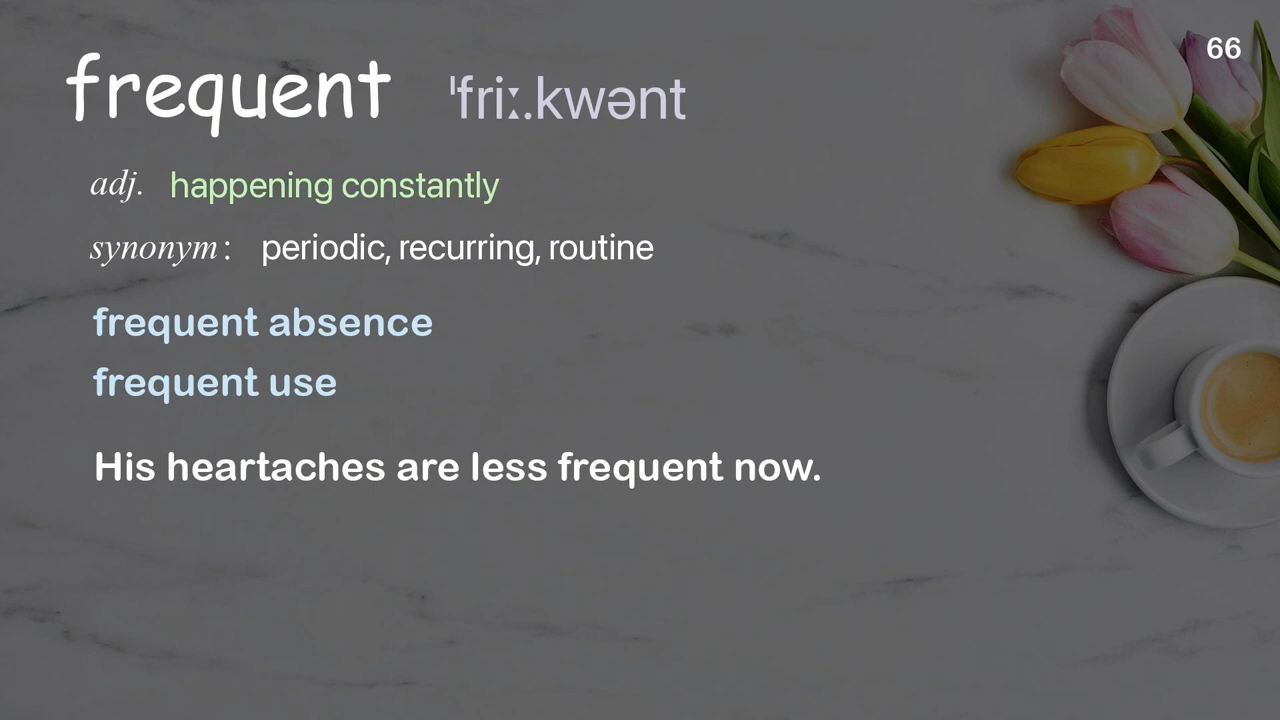 66
frequent ˈfriː.kwənt
adj. happening constantly
synonym: periodic, recurring, routine
frequent absence
frequent use
His heartaches are less frequent now.